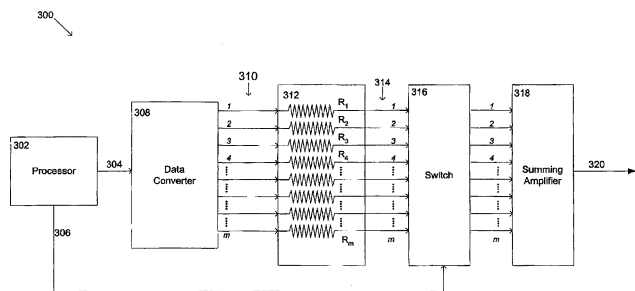 300
310
314
308
312
316
318
1
R1
1
1
2
R2
2
2
3
R3
3
3
302
Processor
304
Data
Converter
4
R4
4
Switch
4
Summing
Amplifier
320
306
m
Rm
m
m